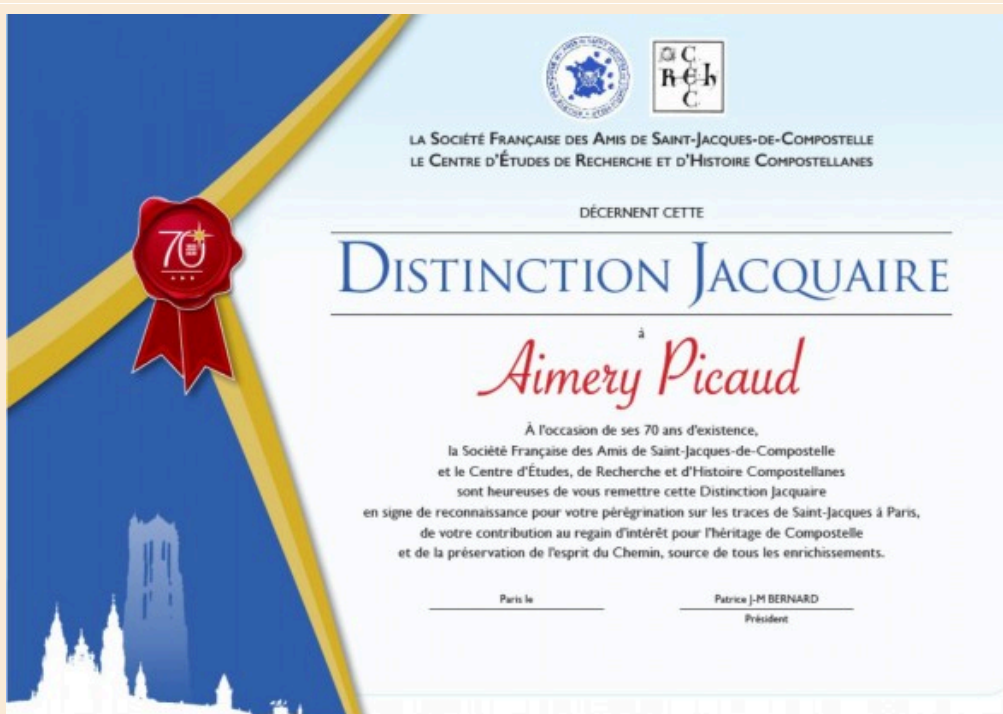 LA SOCIÉTÉ FRANÇAISE DES AMIS DE SAINT-JACQUES-DE-COMPOSTELLE
LE CENTRE D'ÉTUDES DE RECHERCHE ET D'HISTOIRE COMPOSTELLANES
DÉCERNENT CETTE
DISTINCTION JACQUAIRE
à
Aimery Picaud
70
À l'occasion de ses 70 ans d'existence,
la Société Française des Amis de Saint-Jacques-de-Compostelle
et le Centre d'Études, de Recherche et d'Histoire Compostellanes
sont heureuses de vous remettre cette Distinction Jacquaire
en signe de reconnaissance pour votre pérégrination sur les traces de Saint-Jacques à Paris,
de votre contribution au regain d'intérêt pour l'héritage de Compostelle
et de la préservation de l'esprit du Chemin, source de tous les enrichissements.
Paris le
Patrice J-M BERNARD
Président